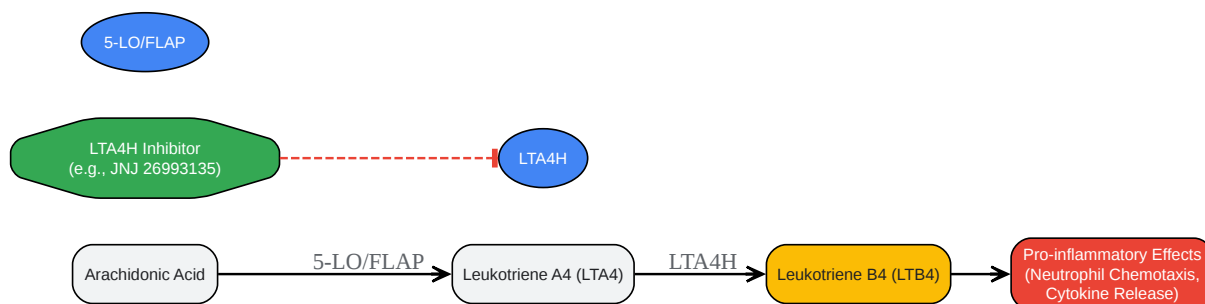 5-LO/FLAP
LTA4H Inhibitor
(e.g., JNJ 26993135)
LTA4H
Arachidonic Acid
5-LO/FLAP
Leukotriene A4 (LTA4)
LTA4H
Leukotriene B4 (LTB4)
Pro-inflammatory Effects
(Neutrophil Chemotaxis,
Cytokine Release)